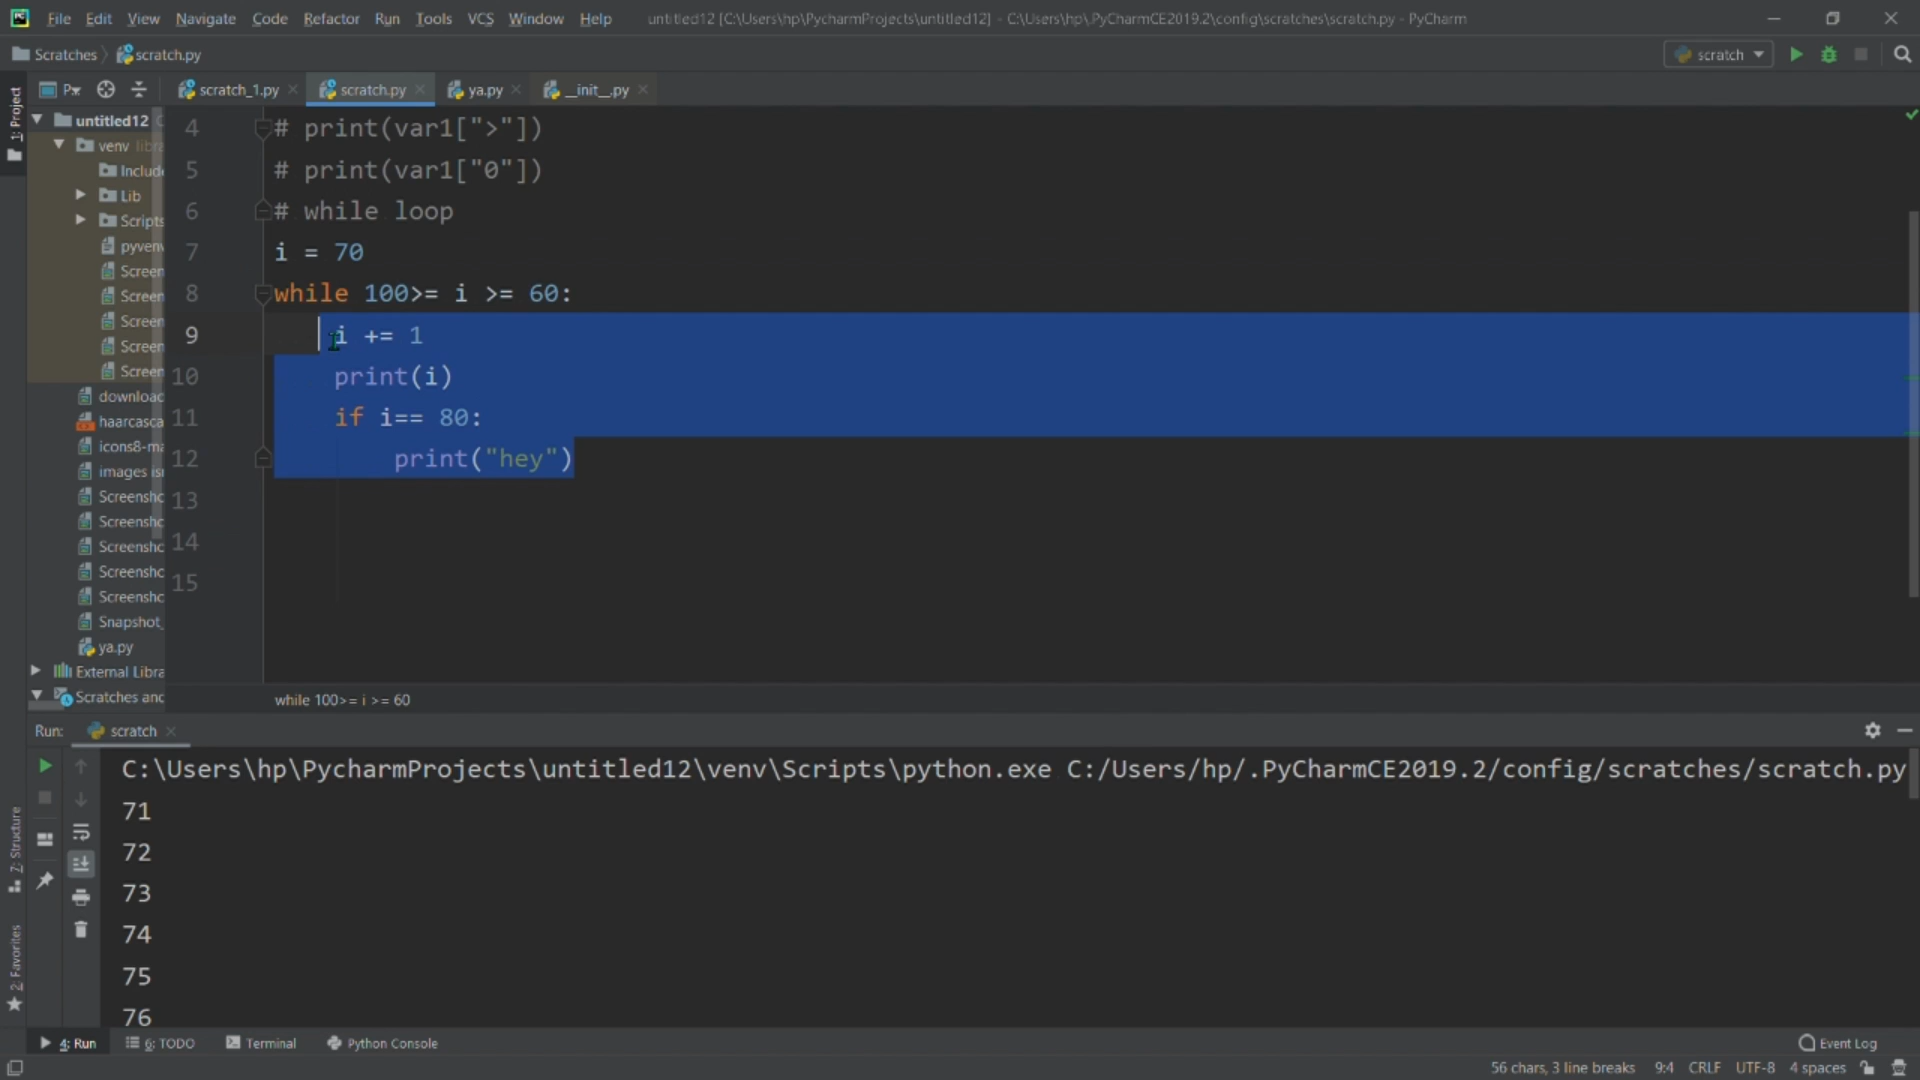 File Edit View Navigate Code Refactor Run Tools VCS Window Help untitled12 [C:\Users\hp\PycharmProjects\untitled12] - C:\Users\hp\.PyCharmCE2019.2\config\scratches\scratch.py - PyCharm
Scratches scratch.py scratch
1: Project
scratch_1.py scratch.py ya.py __init__.py
untitled12
venv
Lib
Scripts
ya.py
4 # print(var1[">"])
5 # print(var1["0"])
6 # while loop
7 i = 70
8 while 100>= i >= 60:
9 i += 1
10 print(i)
11 if i== 80:
12 print("hey")
13
14
15
while 100>= i >= 60
Run: scratch
C:\Users\hp\PycharmProjects\untitled12\venv\Scripts\python.exe C:/Users/hp/.PyCharmCE2019.2/config/scratches/scratch.py
71
72
73
74
75
76
Z: Structure
2: Favorites
4: Run 6: TODO Terminal Python Console Event Log
56 chars, 3 line breaks 9:4 CRLF UTF-8 4 spaces